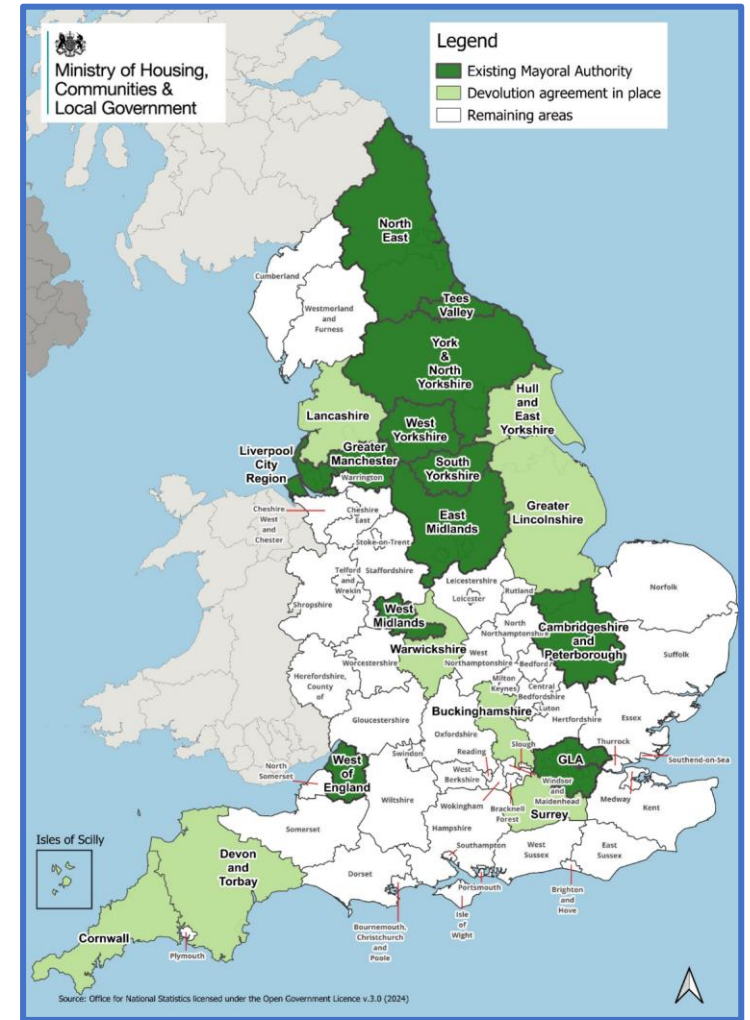 Ministry of Housing,
Communities &
Local Government
Legend
Existing Mayoral Authority
Devolution agreement in place
Remaining areas
North
East
Cumberland
Westmorland
and
Furness
Tees
Valley
York
&
North
Yorkshire
Hull
and
East
Yorkshire
Lancashire
West
Yorkshire
Liverpool
City
Region
Greater
Manchester
South
Yorkshire
Warrington
Cheshire
West
and
Chester
Cheshire
East
East
Midlands
Greater
Lincolnshire
Stoke-on-Trent
Staffordshire
Telford
and
Wrekin
Shropshire
Leicestershire
Leicester
Rutland
Norfolk
West
Midlands
North
Northamptonshire
Cambridgeshire
and
Peterborough
Suffolk
Warwickshire
Worcestershire
West
Northamptonshire
Bedford
Herefordshire,
County
of
Milton
Keynes
Central
Bedfordshire
Luton
Buckinghamshire
Hertfordshire
Essex
Gloucestershire
Oxfordshire
Thurrock
Slough
Reading
Swindon
West
Berkshire
GLA
Southend-on-Sea
North
Somerset
West
of
England
Wiltshire
Wokingham
Bracknell
Forest
Windsor
and
Maidenhead
Surrey
Medway
Kent
Hampshire
Isles of Scilly
Somerset
Devon
and
Torbay
Southampton
West
Sussex
East
Sussex
Dorset
Portsmouth
Brighton
and
Hove
Isle
of
Wight
Bournemouth,
Christchurch
and
Poole
Cornwall
Plymouth
Source: Office for National Statistics licensed under the Open Government Licence v.3.0 (2024)